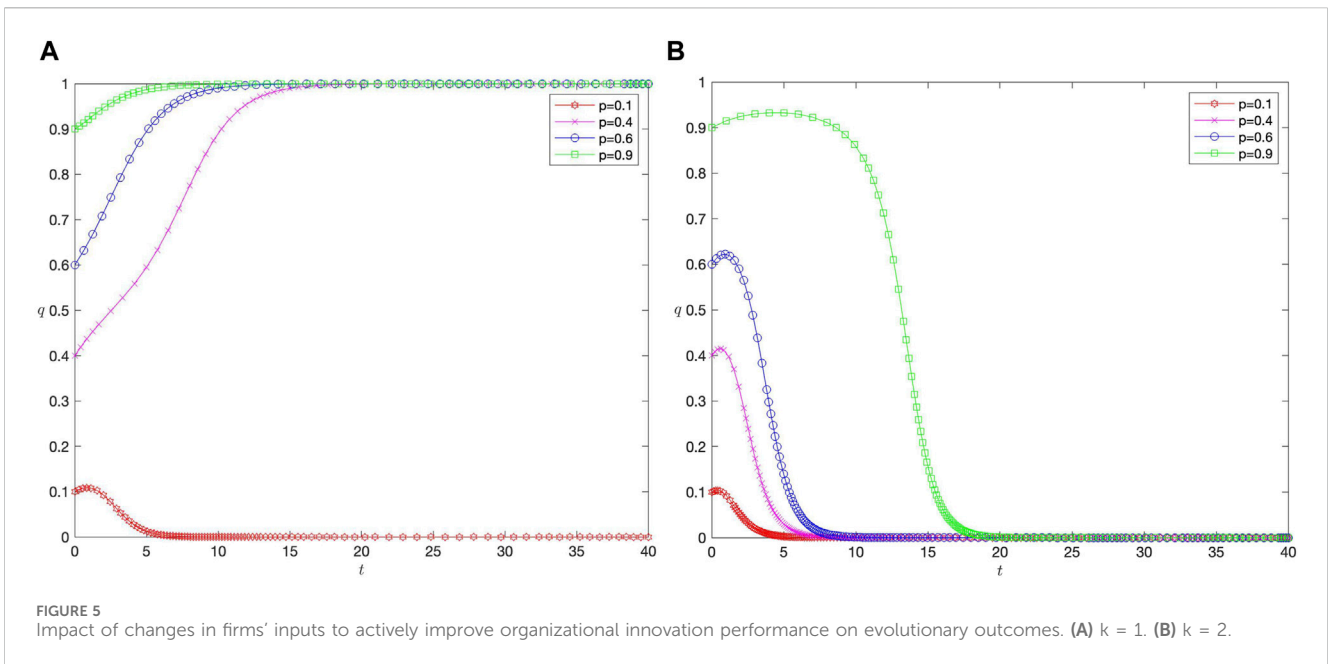 A
1
0.9
0.8
0.7
0.6
q 0.5
0.4
0.3
0.2
0.1
0
0 5 10 15 20 25 30 35 40
t
p=0.1
p=0.4
p=0.6
p=0.9
B
1
0.9
0.8
0.7
0.6
q 0.5
0.4
0.3
0.2
0.1
0
0 5 10 15 20 25 30 35 40
t
p=0.1
p=0.4
p=0.6
p=0.9
FIGURE 5
Impact of changes in firms' inputs to actively improve organizational innovation performance on evolutionary outcomes. (A) k = 1. (B) k = 2.